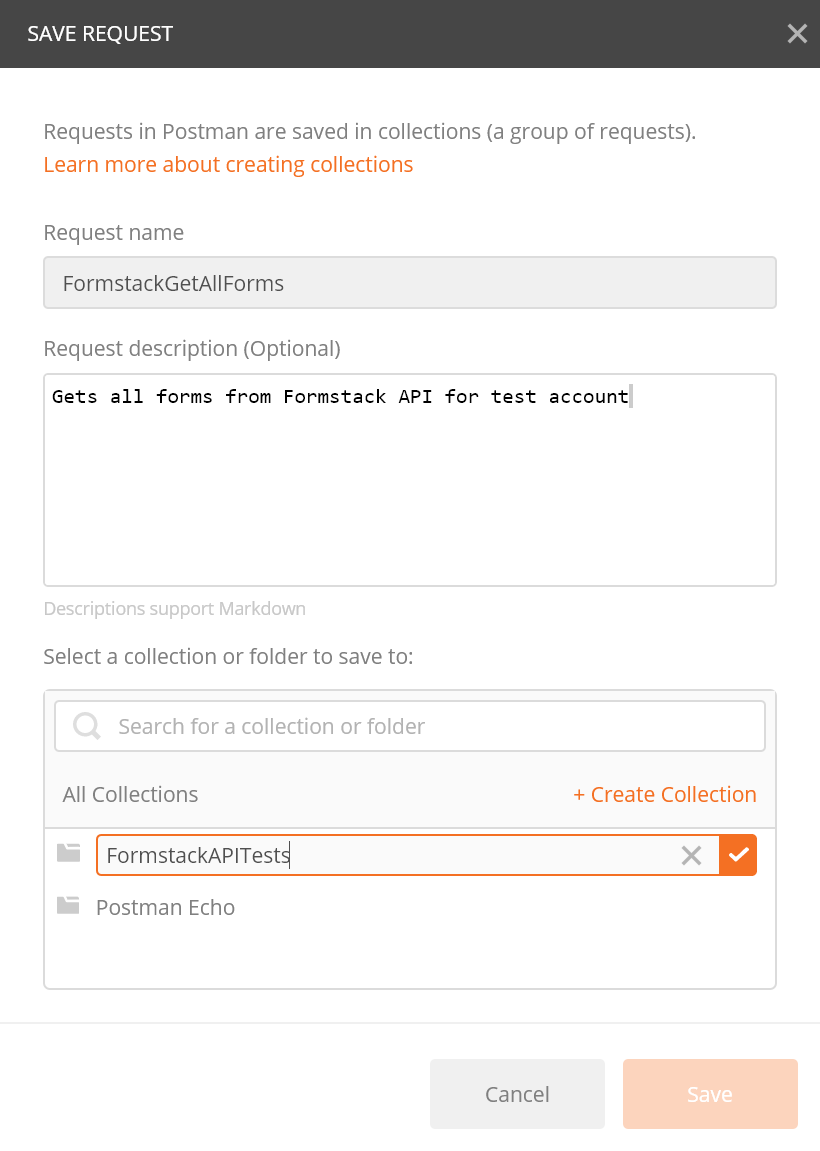 SAVE REQUEST
Requests in Postman are saved in collections (a group of requests).
Learn more about creating collections
Request name
FormstackGetAllForms
Request description (Optional)
Gets all forms from Formstack API for test account
Descriptions support Markdown
Select a collection or folder to save to:
Search for a collection or folder
All Collections
+ Create Collection
FormstackAPITests
Postman Echo
Cancel
Save